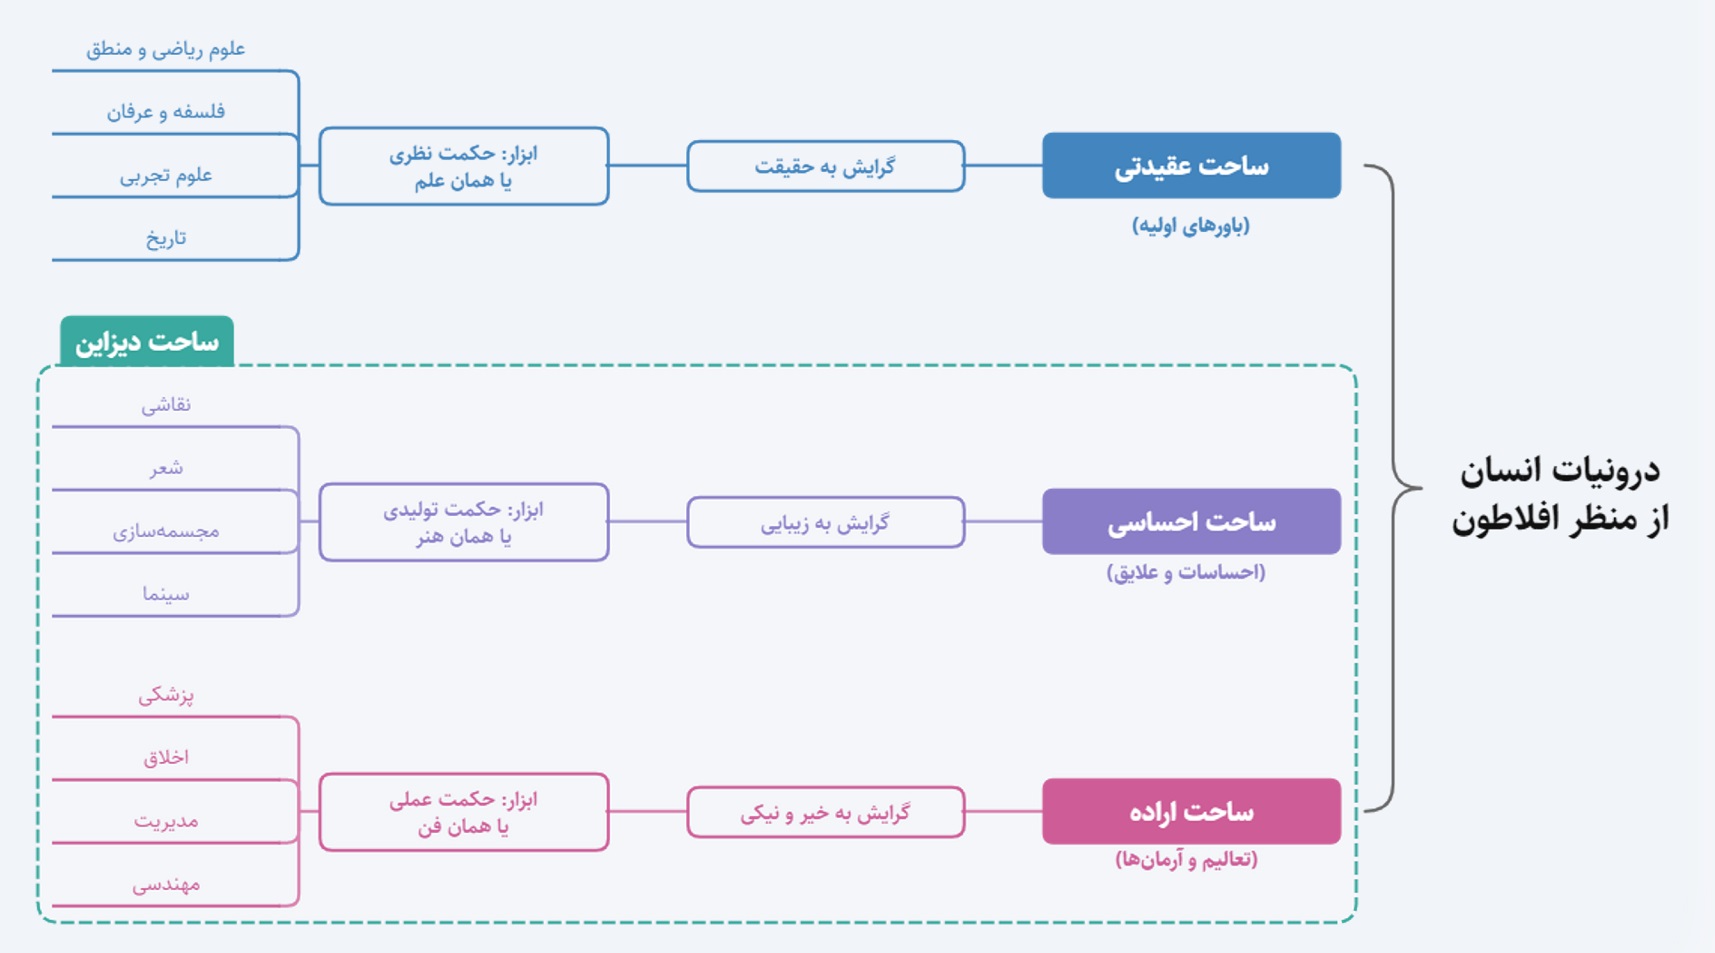 درونیات انسان
از منظر افلاطون
ساحت عقیدتی
(باورهای اولیه)
گرایش به حقیقت
ابزار: حکمت نظری
یا همان علم
علوم ریاضی و منطق
فلسفه و عرفان
علوم تجربی
تاریخ
ساحت دیزاین
ساحت احساسی
(احساسات و علایق)
گرایش به زیبایی
ابزار: حکمت تولیدی
یا همان هنر
نقاشی
شعر
مجسمه‌سازی
سینما
ساحت اراده
(تعالیم و آرمان‌ها)
گرایش به خیر و نیکی
ابزار: حکمت عملی
یا همان فن
پزشکی
اخلاق
مدیریت
مهندسی